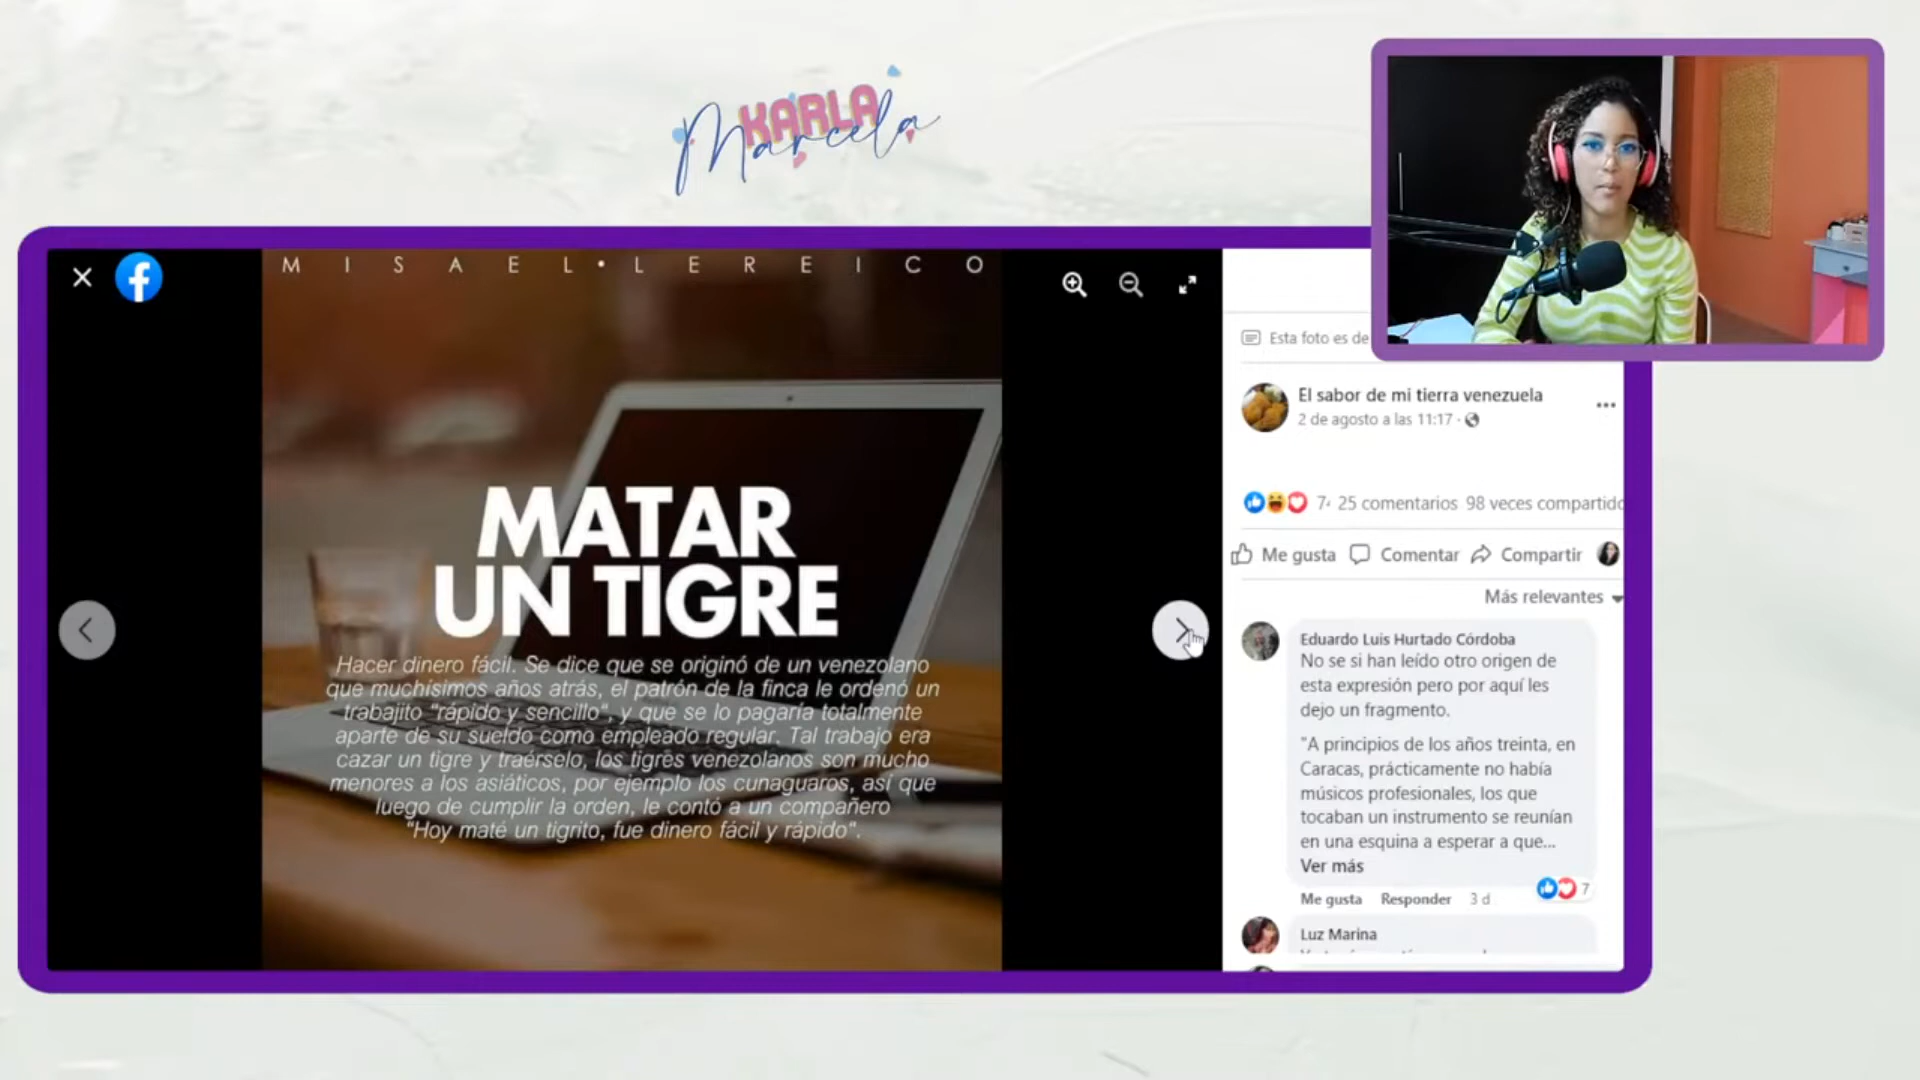 KARLA
Marcela
MISAEL•LEREICO
MATAR
UN TIGRE
Hacer dinero fácil. Se dice que se originó de un venezolano
que muchísimos años atrás, el patrón de la finca le ordenó un
trabajito "rápido y sencillo", y que se lo pagaría totalmente
aparte de su sueldo como empleado regular. Tal trabajo era
cazar un tigre y traérselo, los tigres venezolanos son mucho
menores a los asiáticos, por ejemplo los cunaguaros, así que
luego de cumplir la orden, le contó a un compañero
"Hoy maté un tigrito, fue dinero fácil y rápido".
Esta foto es de
El sabor de mi tierra venezuela
2 de agosto a las 11:17 ·
25 comentarios 98 veces compartido
Me gusta Comentar Compartir
Más relevantes
Eduardo Luis Hurtado Córdoba
No se si han leído otro origen de
esta expresión pero por aquí les
dejo un fragmento.
"A principios de los años treinta, en
Caracas, prácticamente no había
músicos profesionales, los que
tocaban un instrumento se reunían
en una esquina a esperar a que...
Ver más
Me gusta Responder 3 d
7
Luz Marina